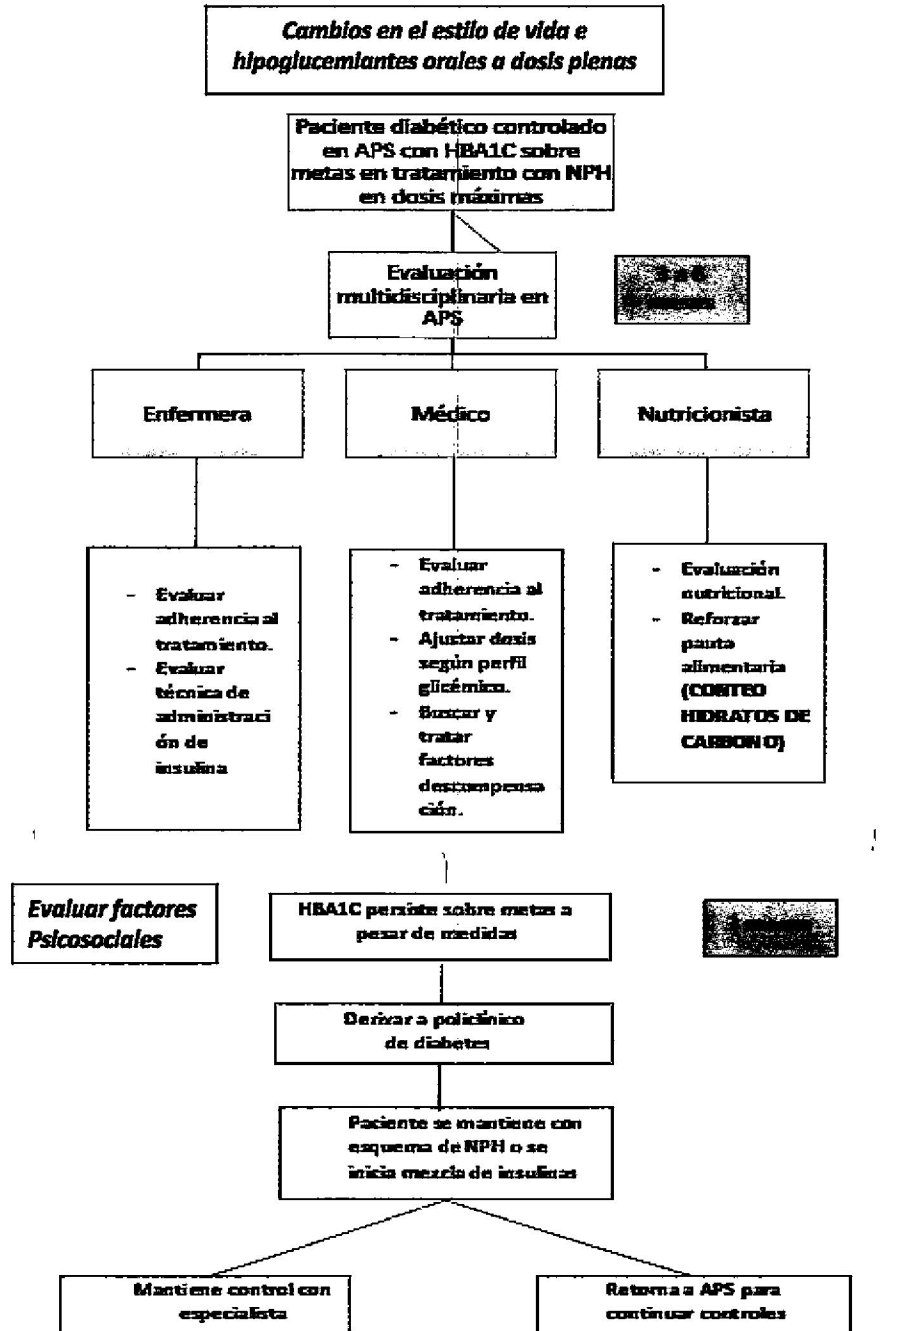 Cambios en el estilo de vida e
hipoglucemiantes orales a dosis plenas
Paciente diabético controlado
en APS con HBA1C sobre
metas en tratamiento con NPH
en dosis máximas
Evaluación
multidisciplinaria en
APS
3 a 6
Enfermera
Médico
Nutricionista
- Evaluar
adherencia al
tratamiento.
- Evaluar
técnica de
administraci
ón de
insulina
- Evaluar
adherencia al
tratamiento.
- Ajustar dosis
según perfil
glicémico.
- Buscar y
tratar
factores
descompensa
ción.
- Evaluación
nutricional.
- Reforzar
pauta
alimentaria
(CONTEO
HIDRATOS DE
CARBONO)
Evaluar factores
Psicosociales
HBA1C persiste sobre metas a
pesar de medidas
Derivar a policlínico
de diabetes
Paciente se mantiene con
esquema de NPH o se
inicia mezcla de insulinas
Mantiene control con
especialista
Retorna a APS para
continuar controles